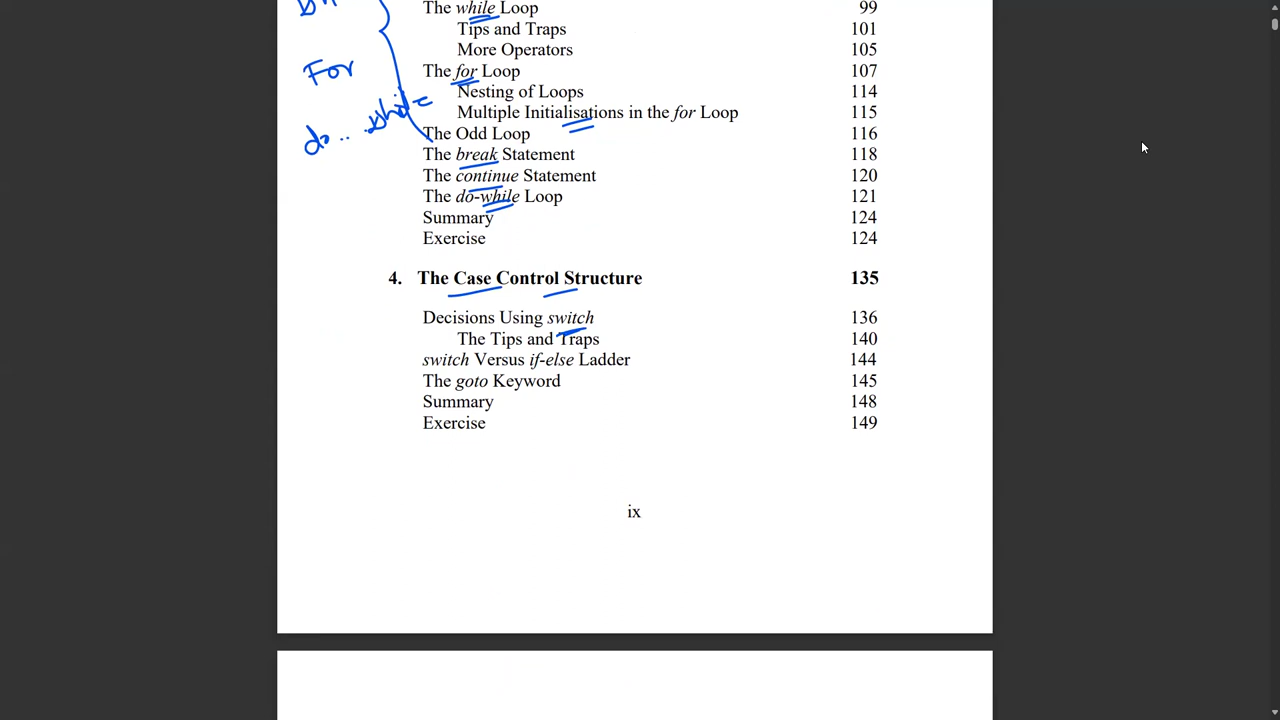 The while Loop 99
Tips and Traps 101
More Operators 105
For
The for Loop 107
Nesting of Loops 114
do.. while
Multiple Initialisations in the for Loop 115
The Odd Loop 116
The break Statement 118
The continue Statement 120
The do-while Loop 121
Summary 124
Exercise 124
4. The Case Control Structure 135
Decisions Using switch 136
The Tips and Traps 140
switch Versus if-else Ladder 144
The goto Keyword 145
Summary 148
Exercise 149
ix